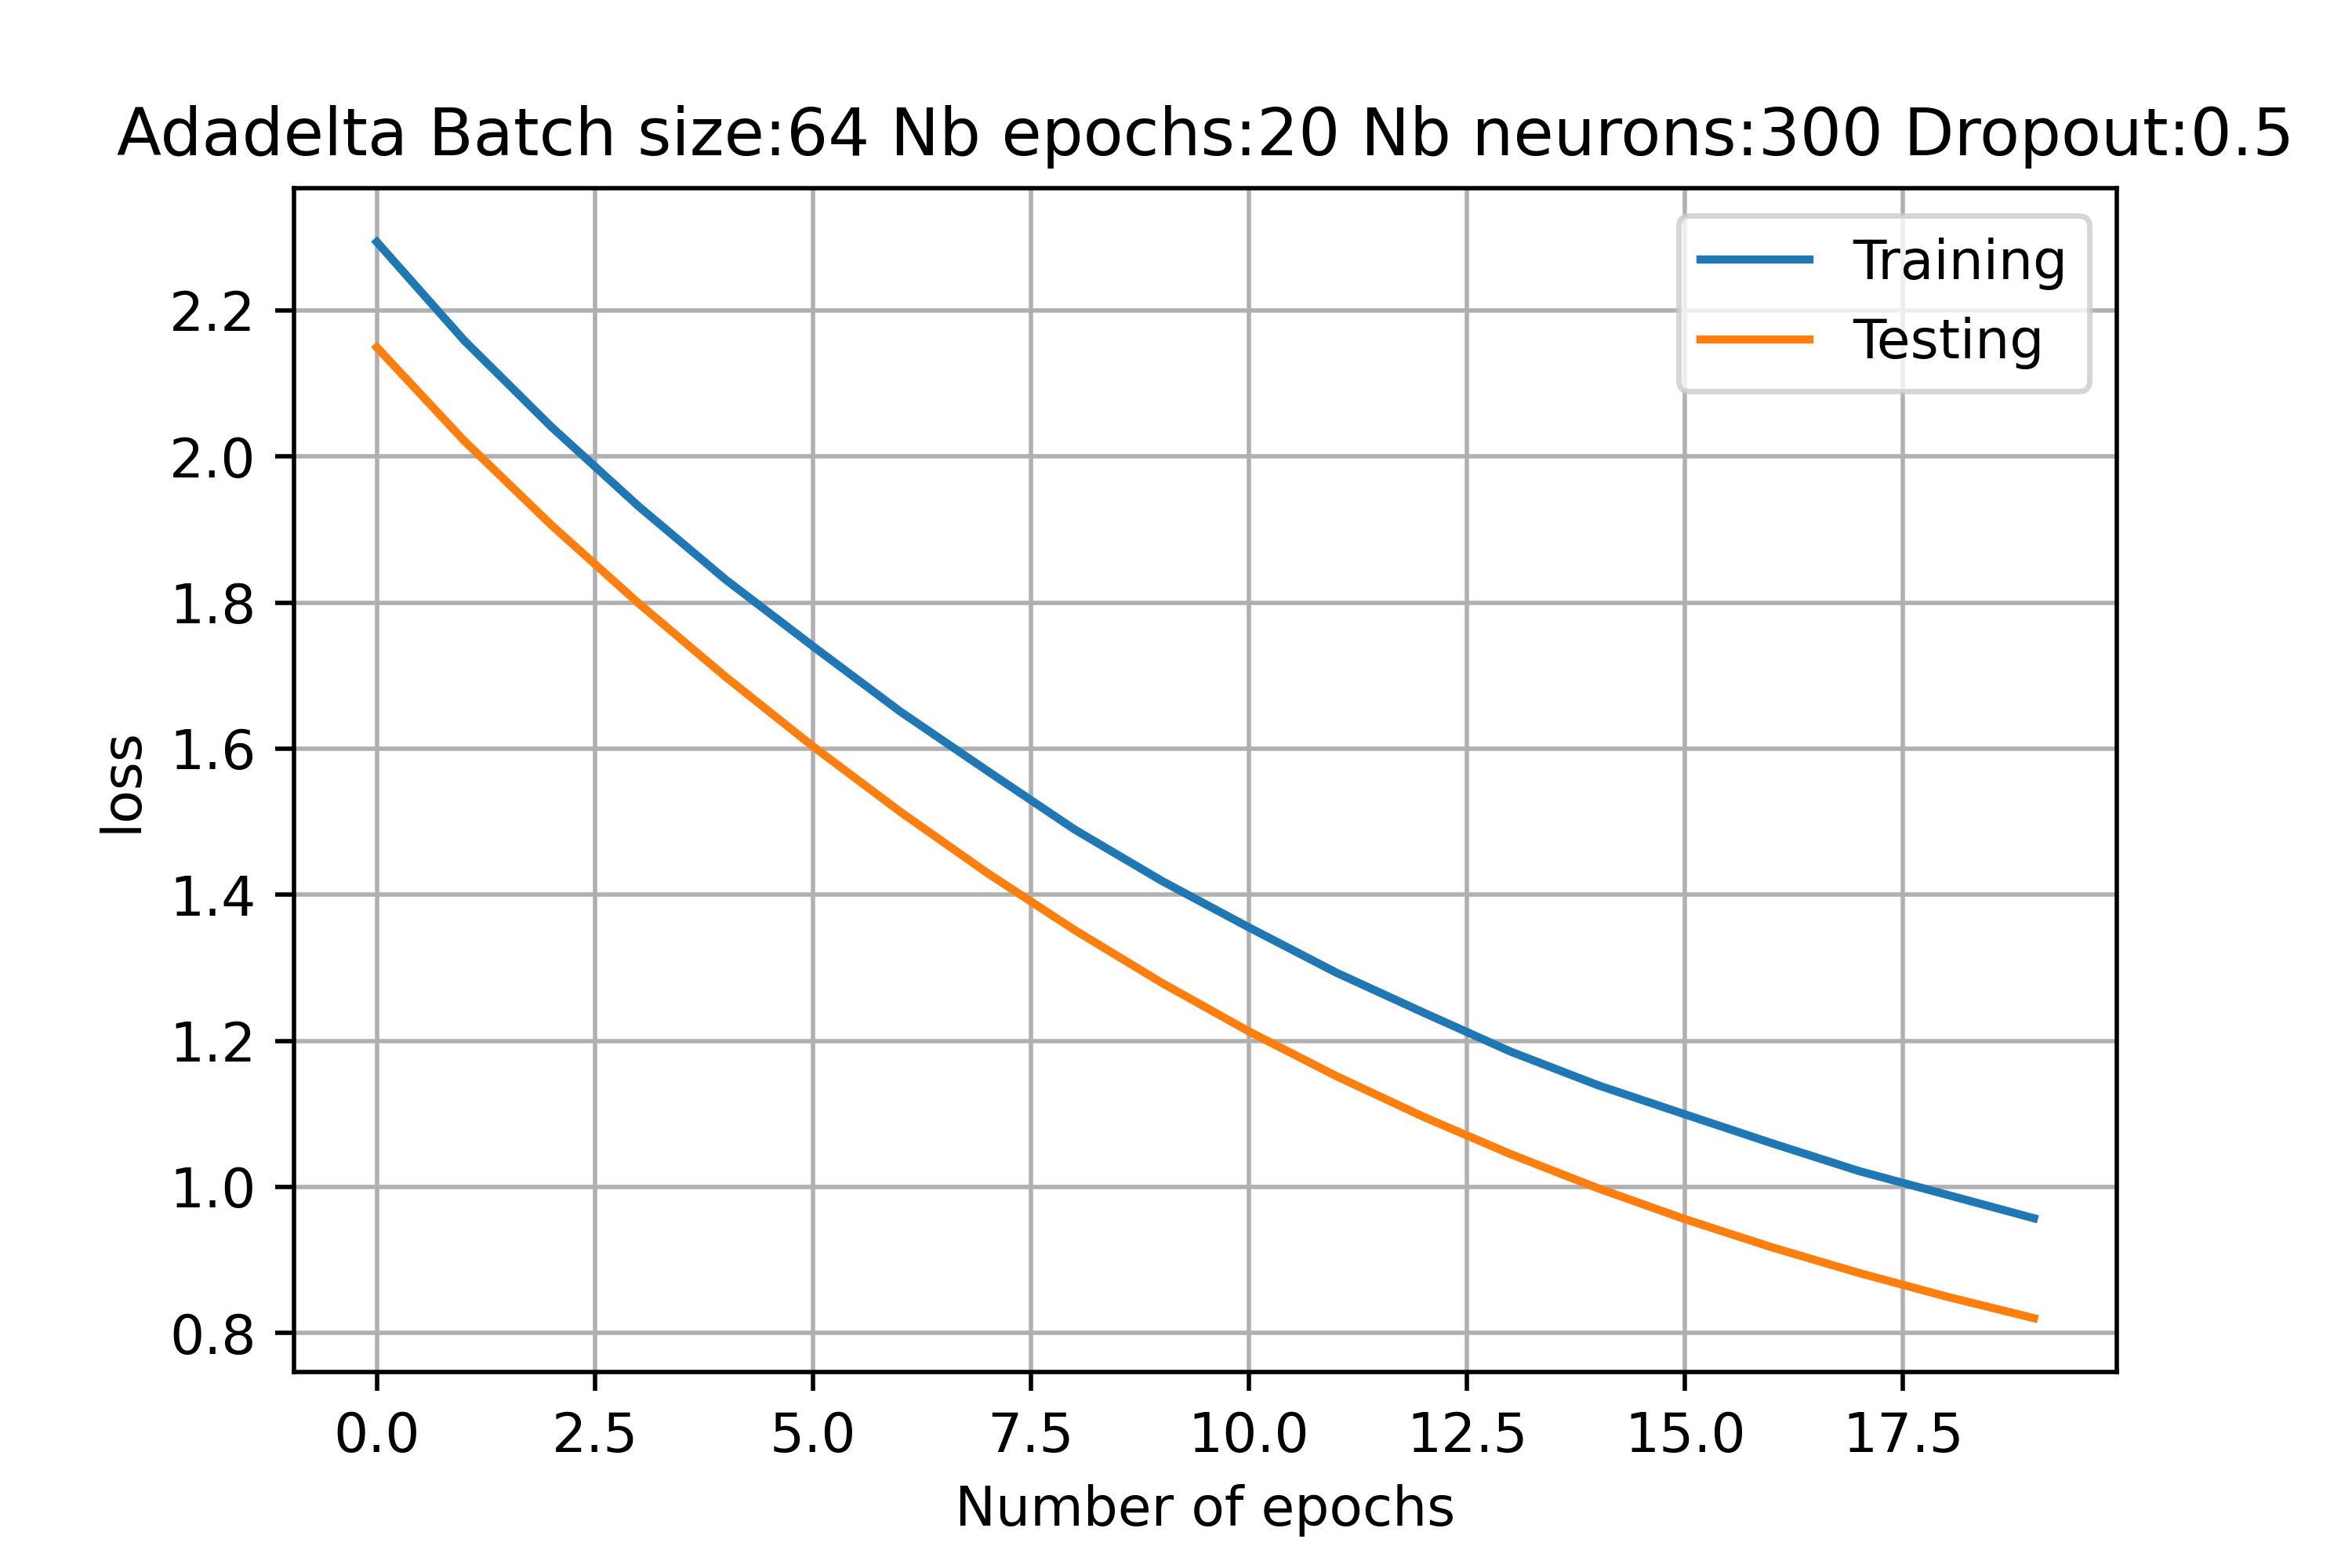 Adadelta Batch size:64 Nb epochs:20 Nb neurons:300 Dropout:0.5
Training
Testing
2.2
2.0
1.8
1.6
1.4
1.2
1.0
0.8
loss
0.0 2.5 5.0 7.5 10.0 12.5 15.0 17.5
Number of epochs